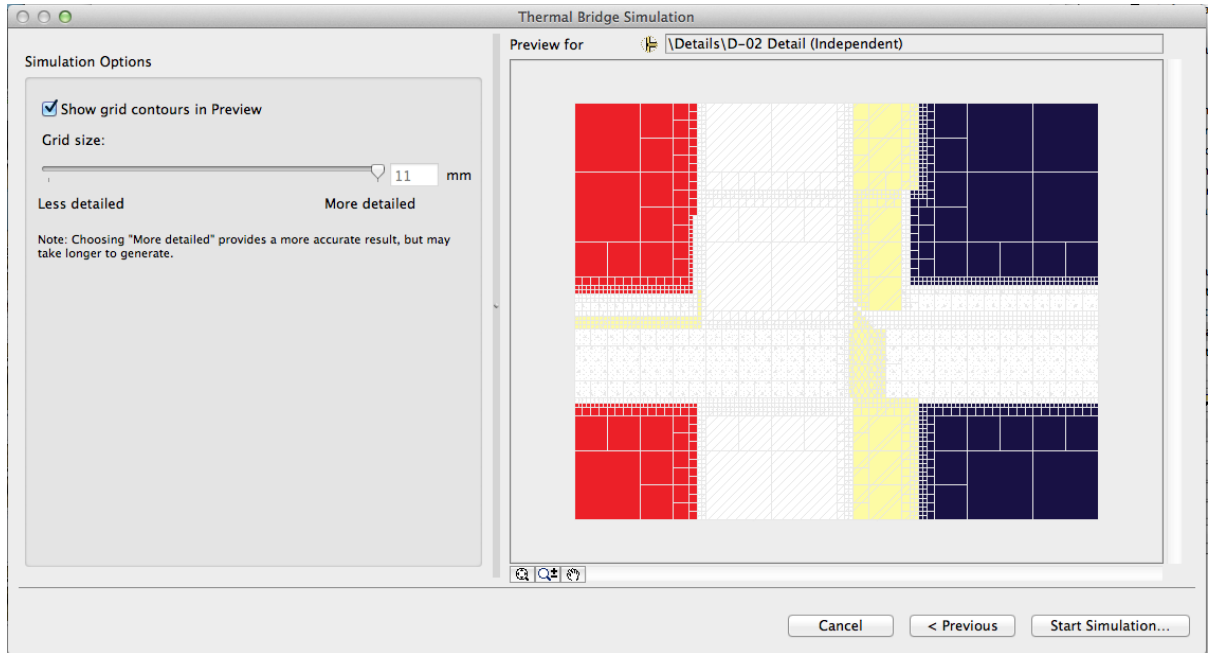 Thermal Bridge Simulation
Simulation Options
Show grid contours in Preview
Grid size:
11 mm
Less detailed More detailed
Note: Choosing "More detailed" provides a more accurate result, but may
take longer to generate.
Preview for \Details\D-02 Detail (Independent)
Cancel < Previous Start Simulation...